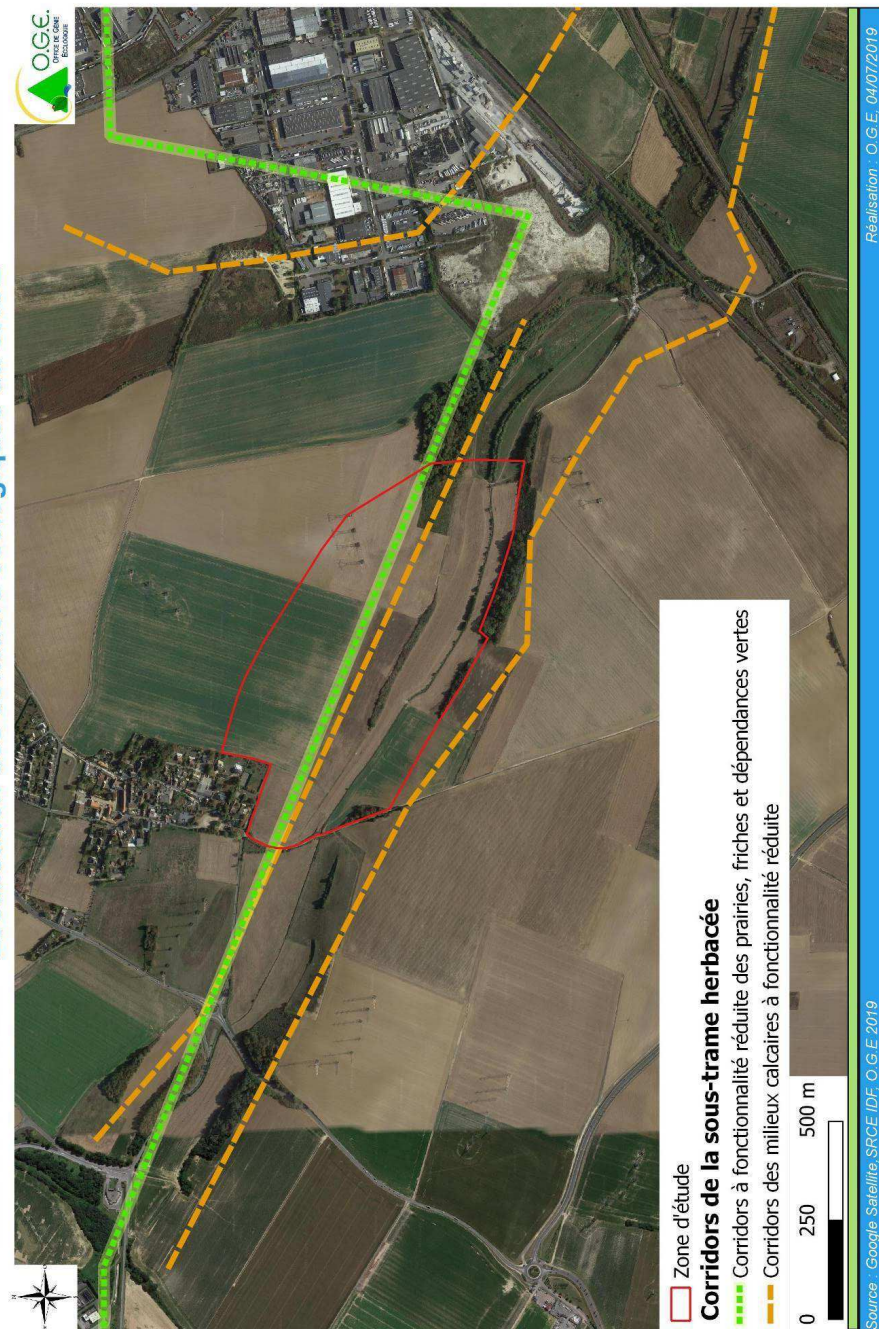 O.G.E.
OFFICE DE GÉNIE
ÉCOLOGIQUE
Zone d'étude
Corridors de la sous-trame herbacée
Corridors à fonctionnalité réduite des prairies, friches et dépendances vertes
Corridors des milieux calcaires à fonctionnalité réduite
0 250 500 m
Source : Google Satellite, SRCE IDF, O.G.E 2019
Réalisation : O.G.E, 04/07/2019